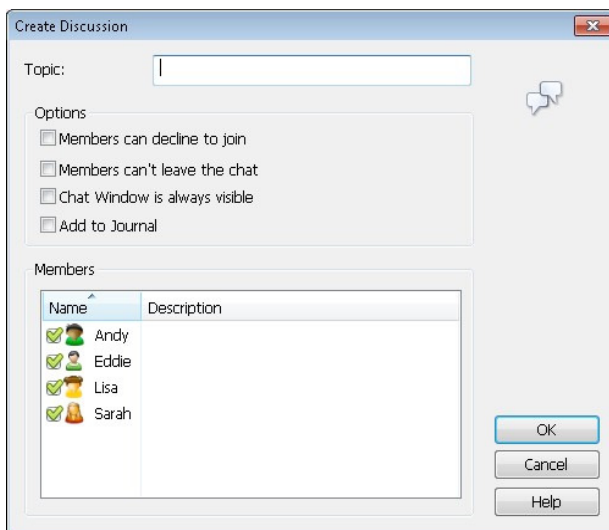 Create Discussion
Topic:
Options
Members can decline to join
Members can't leave the chat
Chat Window is always visible
Add to Journal
Members
Name Description
Andy
Eddie
Lisa
Sarah
OK
Cancel
Help